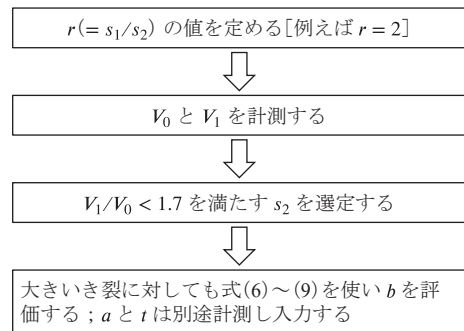 r(= s₁/s₂) の値を定める[例えば r = 2]
V₀ と V₁ を計測する
V₁/V₀ < 1.7 を満たす s₂ を選定する
大きいき裂に対しても式(6)～(9)を使い b を評
価する ; a と t は別途計測し入力する